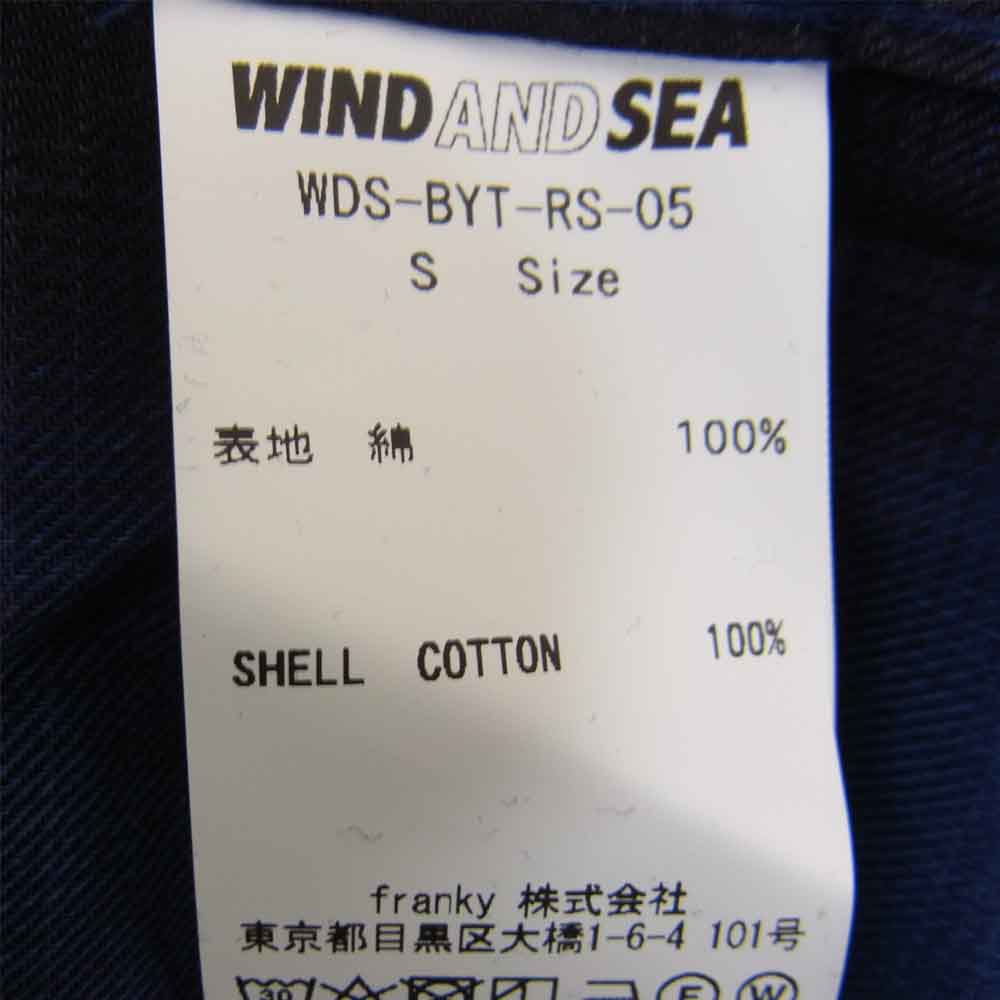 WIND AND SEA
WDS-BYT-RS-05
S Size
表地 綿 100%
SHELL COTTON 100%
franky 株式会社
東京都目黒区大橋1-6-4 101号
30 F W